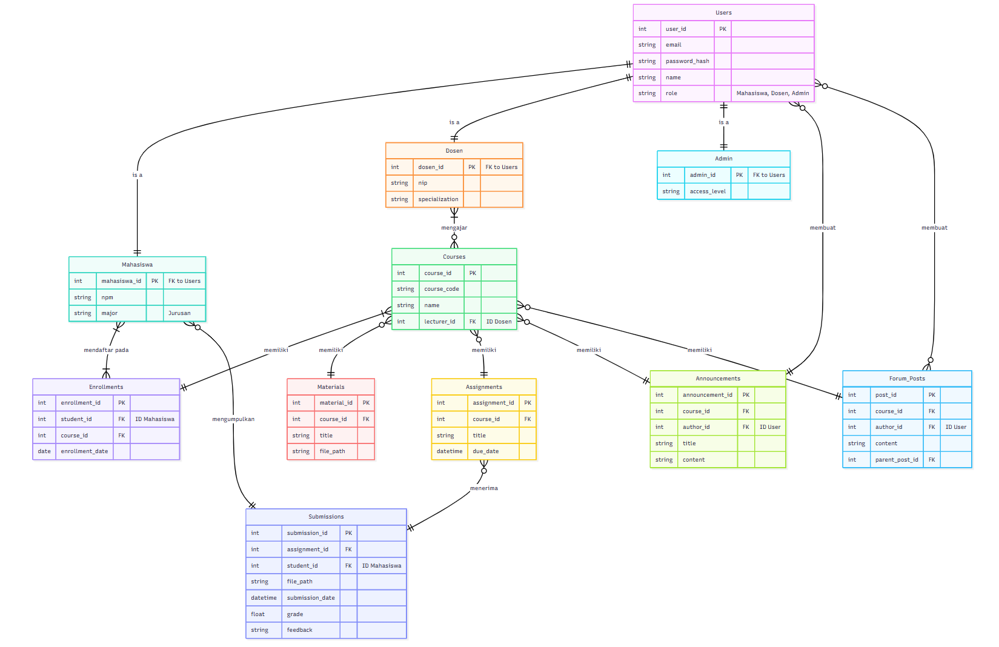 Users
int user_id PK
string email
string password_hash
string name
string role Mahasiswa, Dosen, Admin
is a
is a
is a
Dosen
int dosen_id PK FK to Users
string nip
string specialization
Admin
int admin_id PK FK to Users
string access_level
mengajar
membuat
membuat
Mahasiswa
int mahasiswa_id PK FK to Users
string npm
string major Jurusan
Courses
int course_id PK
string course_code
string name
int lecturer_id FK ID Dosen
mendaftar pada
memiliki
memiliki
memiliki
memiliki
memiliki
Enrollments
int enrollment_id PK
int student_id FK ID Mahasiswa
int course_id FK
date enrollment_date
mengumpulkan
Materials
int material_id PK
int course_id FK
string title
string file_path
Assignments
int assignment_id PK
int course_id FK
string title
datetime due_date
Announcements
int announcement_id PK
int course_id FK
int author_id FK ID User
string title
string content
Forum_Posts
int post_id PK
int course_id FK
int author_id FK ID User
string content
int parent_post_id FK
menerima
Submissions
int submission_id PK
int assignment_id FK
int student_id FK ID Mahasiswa
string file_path
datetime submission_date
float grade
string feedback